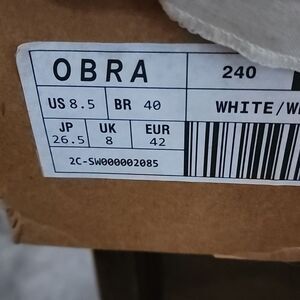 OBRA 240
US 8.5 BR 40 WHITE/W
JP UK EUR
26.5 8 42
2C-SW000002085